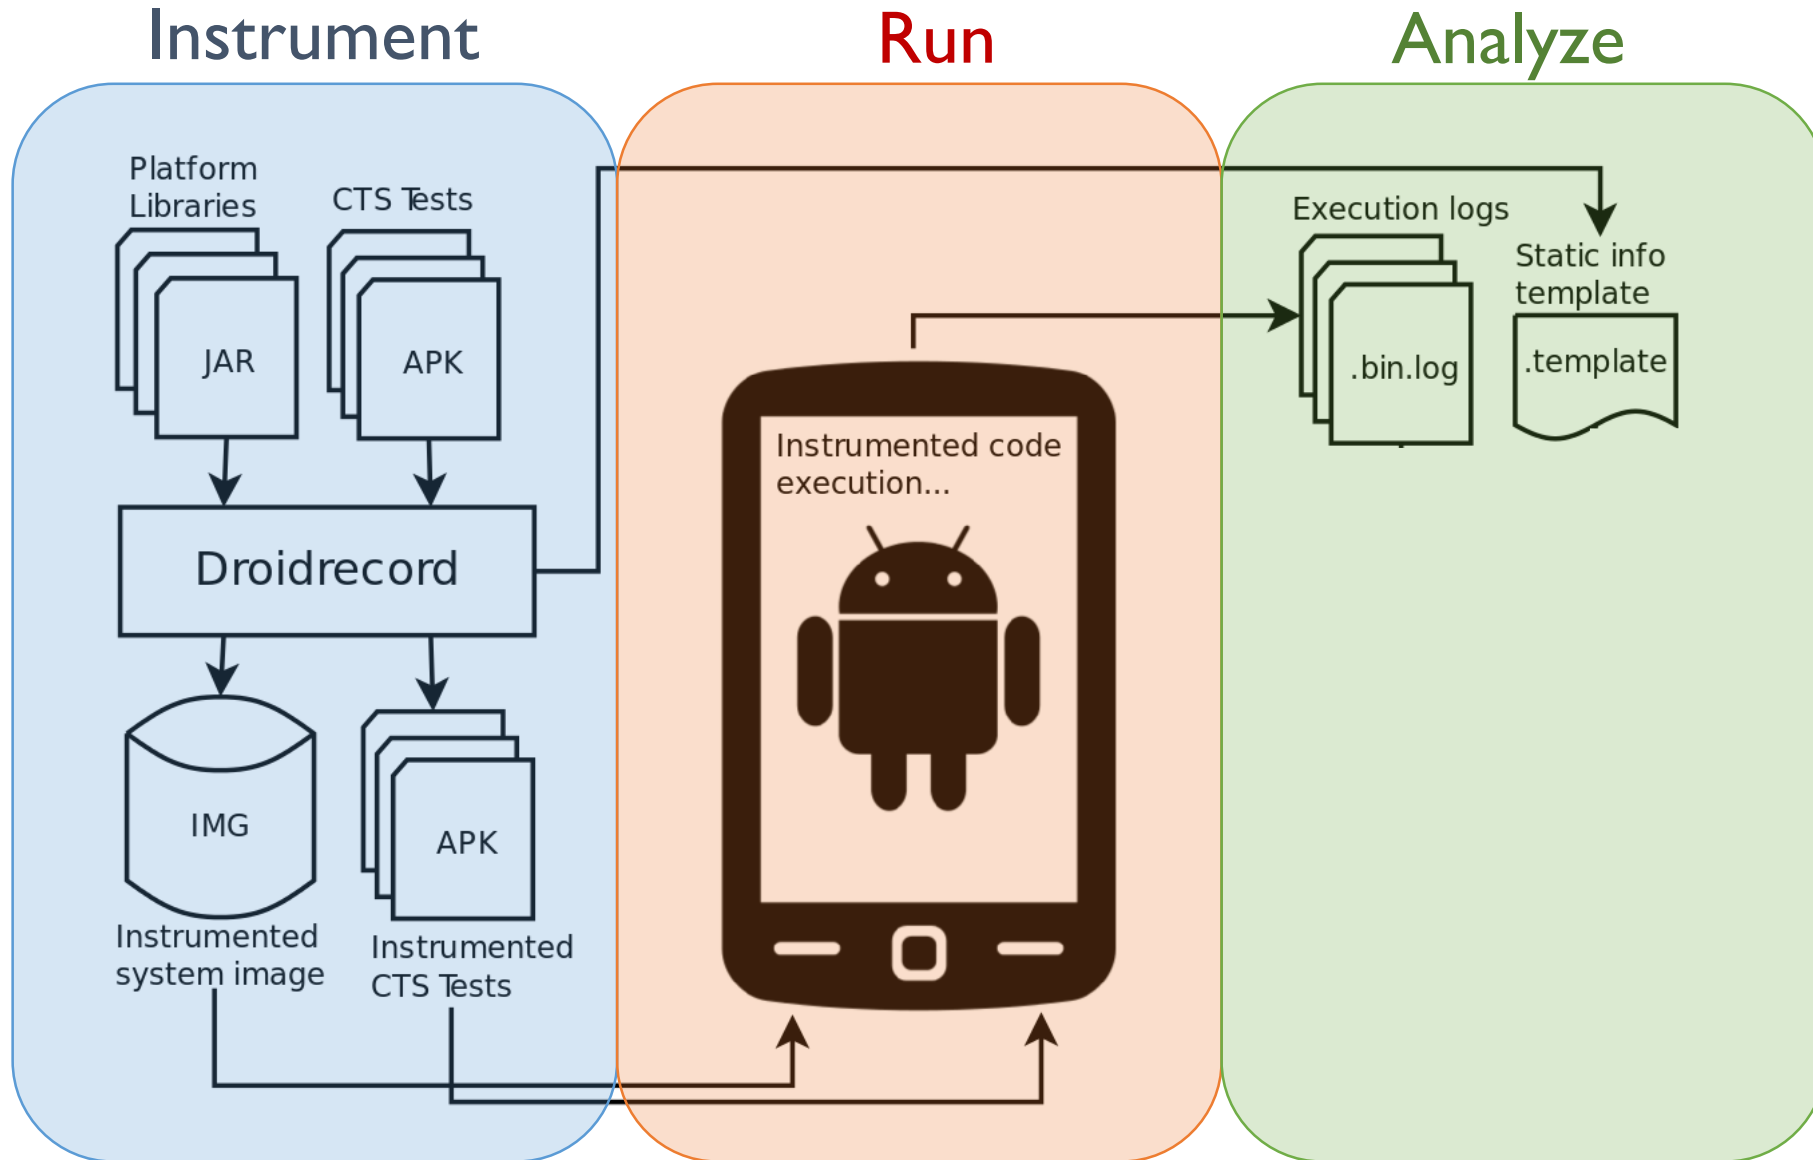 Instrument
Run
Analyze
Platform
Libraries
CTS Tests
JAR
APK
Droidrecord
IMG
APK
Instrumented
system image
Instrumented
CTS Tests
Instrumented code
execution...
Execution logs
Static info
template
.bin.log
.template